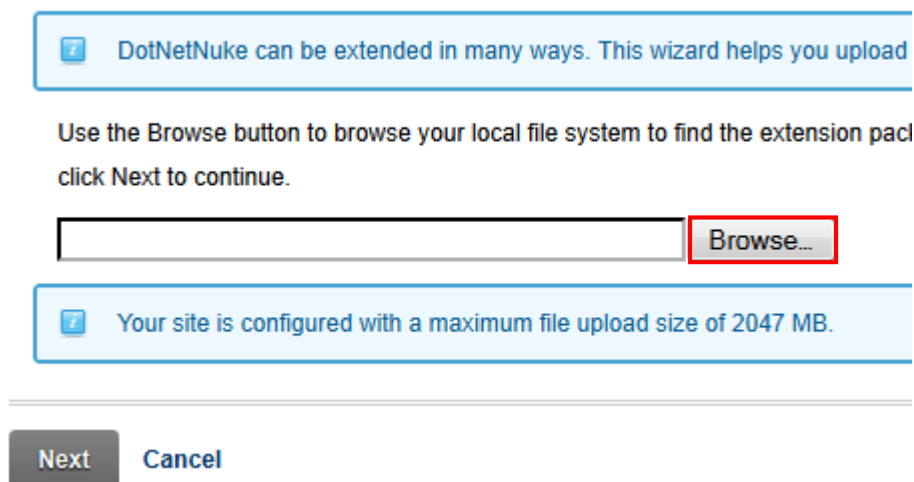 DotNetNuke can be extended in many ways. This wizard helps you upload
Use the Browse button to browse your local file system to find the extension
click Next to continue.
Browse...
Your site is configured with a maximum file upload size of 2047 MB.
Next Cancel